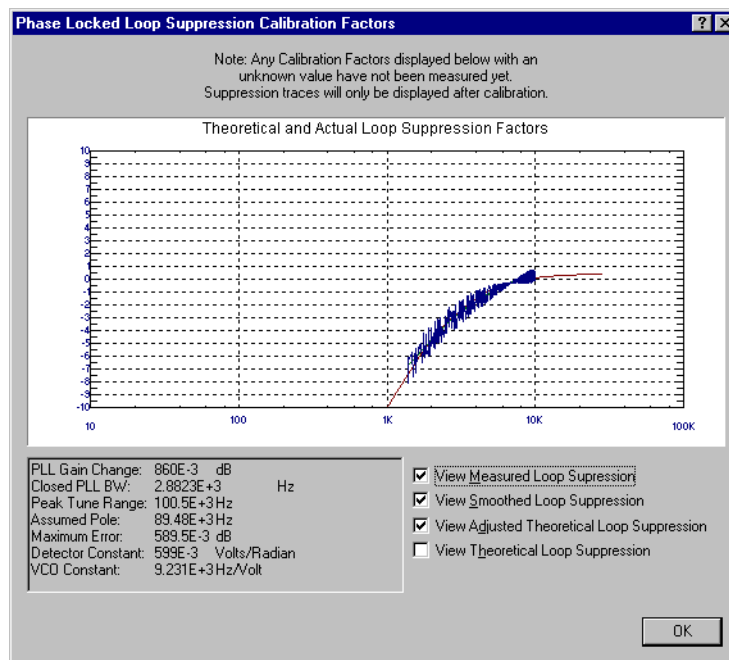 Phase Locked Loop Suppression Calibration Factors
Note: Any Calibration Factors displayed below with an
unknown value have not been measured yet.
Suppression traces will only be displayed after calibration.
Theoretical and Actual Loop Suppression Factors
10
9
8
7
6
5
4
3
2
1
0
-1
-2
-3
-4
-5
-6
-7
-8
-9
-10
10
100
1K
10K
100K
PLL Gain Change: 860E-3 dB
Closed PLL BW: 2.8823E+3 Hz
Peak Tune Range: 100.5E+3 Hz
Assumed Pole: 89.48E+3 Hz
Maximum Error: 589.5E-3 dB
Detector Constant: 599E-3 Volts/Radian
VCO Constant: 9.231E+3 Hz/Volt
View Measured Loop Supression
View Smoothed Loop Suppression
View Adjusted Theoretical Loop Suppression
View Theoretical Loop Suppression
OK